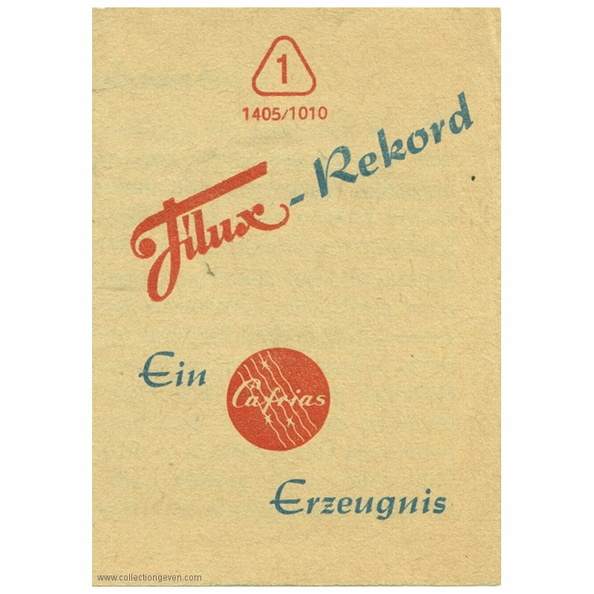 1
1405/1010
Filux-Rekord
Ein
Cafrias
Erzeugnis
www.collectiongeven.com